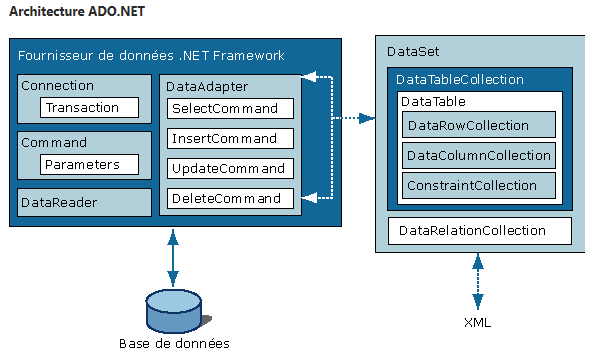 Architecture ADO.NET
Fournisseur de données .NET Framework
Connection
Transaction
Command
Parameters
DataReader
DataAdapter
SelectCommand
InsertCommand
UpdateCommand
DeleteCommand
DataSet
DataTableCollection
DataTable
DataRowCollection
DataColumnCollection
ConstraintCollection
DataRelationCollection
Base de données
XML